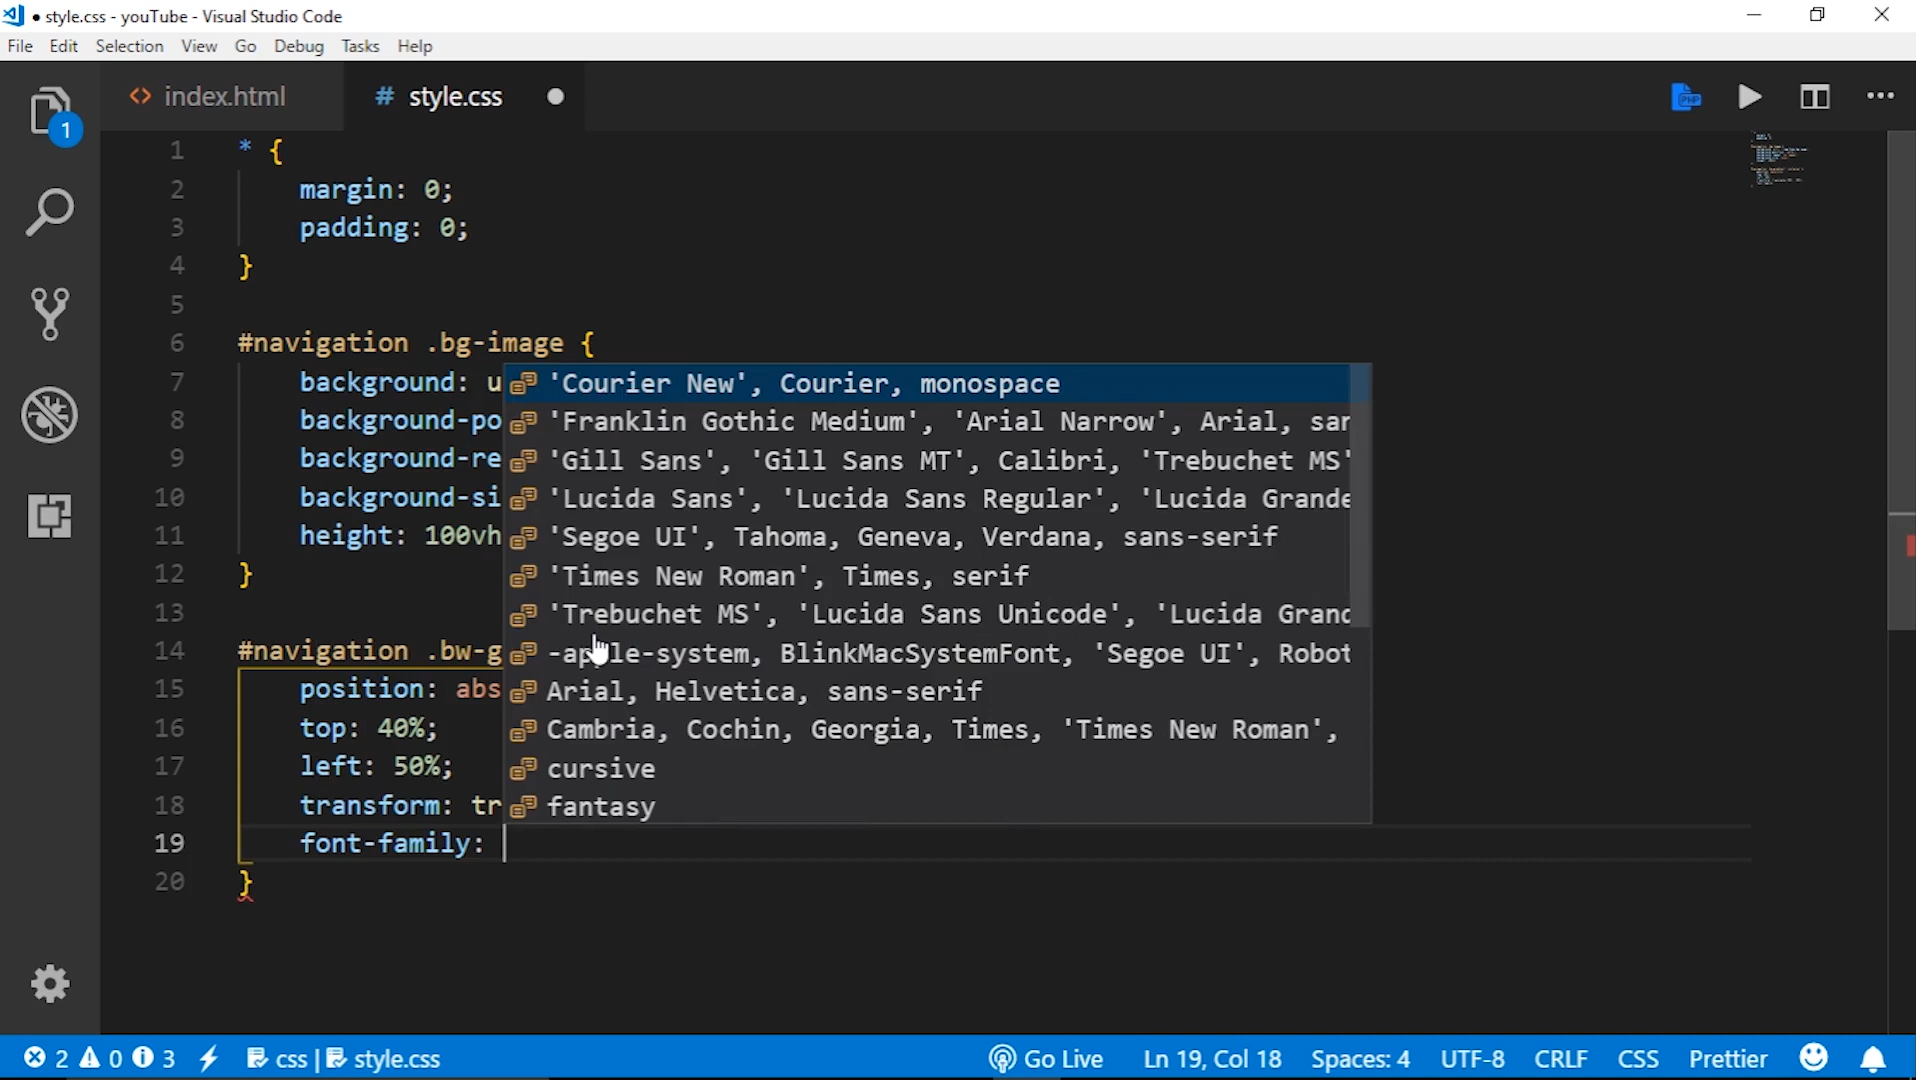 ● style.css - youTube - Visual Studio Code
File Edit Selection View Go Debug Tasks Help
1
<> index.html # style.css ●
PHP
1 * {
2 margin: 0;
3 padding: 0;
4 }
5
6 #navigation .bg-image {
7 background: u
8 background-po
9 background-re
10 background-si
11 height: 100vh
12 }
13
14 #navigation .bw-g
15 position: abs
16 top: 40%;
17 left: 50%;
18 transform: tr
19 font-family:
20 }
'Courier New', Courier, monospace
'Franklin Gothic Medium', 'Arial Narrow', Arial, sar
'Gill Sans', 'Gill Sans MT', Calibri, 'Trebuchet MS'
'Lucida Sans', 'Lucida Sans Regular', 'Lucida Grande
'Segoe UI', Tahoma, Geneva, Verdana, sans-serif
'Times New Roman', Times, serif
'Trebuchet MS', 'Lucida Sans Unicode', 'Lucida Grand
-apple-system, BlinkMacSystemFont, 'Segoe UI', Robot
Arial, Helvetica, sans-serif
Cambria, Cochin, Georgia, Times, 'Times New Roman',
cursive
fantasy
2 0 3 css | style.css Go Live Ln 19, Col 18 Spaces: 4 UTF-8 CRLF CSS Prettier